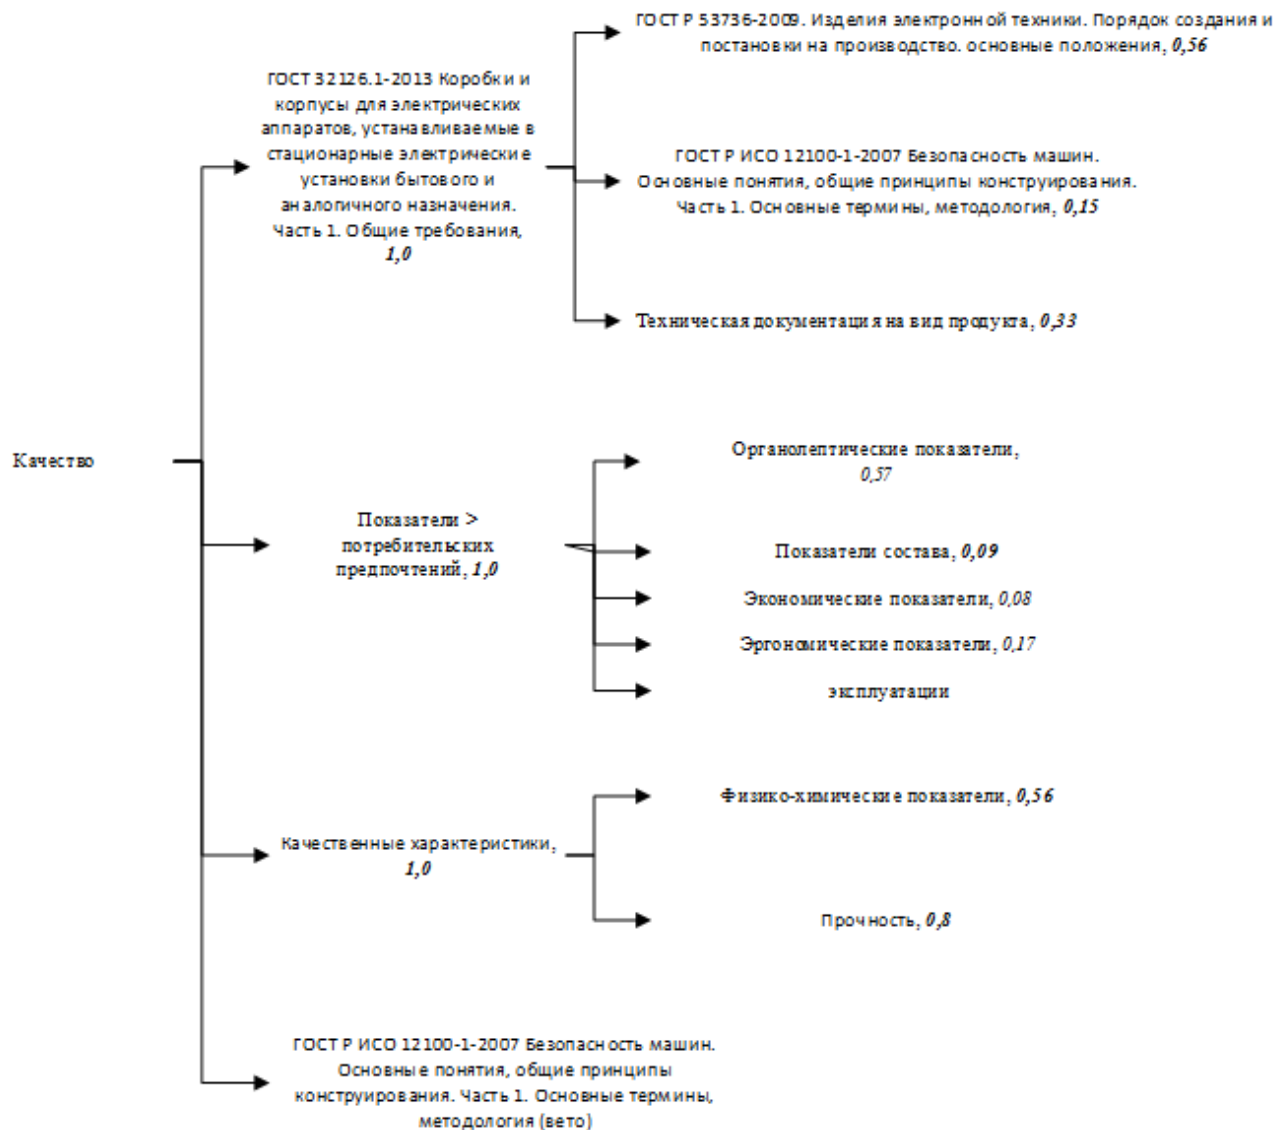 ГОСТ Р 53736-2009. Изделия электронной техники. Порядок создания и
постановки на производство. основные положения, 0,56
ГОСТ 32126.1-2013 Коробки и
корпусы для электрических
аппаратов, устанавливаемые в
стационарные электрические
установки бытового и
аналогичного назначения.
Часть 1. Общие требования,
1,0
ГОСТ Р ИСО 12100-1-2007 Безопасность машин.
Основные понятия, общие принципы конструирования.
Часть 1. Основные термины, методология, 0,15
Техническая документация на вид продукта, 0,33
Качество
Органолептические показатели,
0,57
Показатели >
потребительских
предпочтений, 1,0
Показатели состава, 0,09
Экономические показатели, 0,08
Эргономические показатели, 0,17
эксплуатации
Физико-химические показатели, 0,56
Качественные характеристики,
1,0
Прочность, 0,8
ГОСТ Р ИСО 12100-1-2007 Безопасность машин.
Основные понятия, общие принципы
конструирования. Часть 1. Основные термины,
методология (вето)